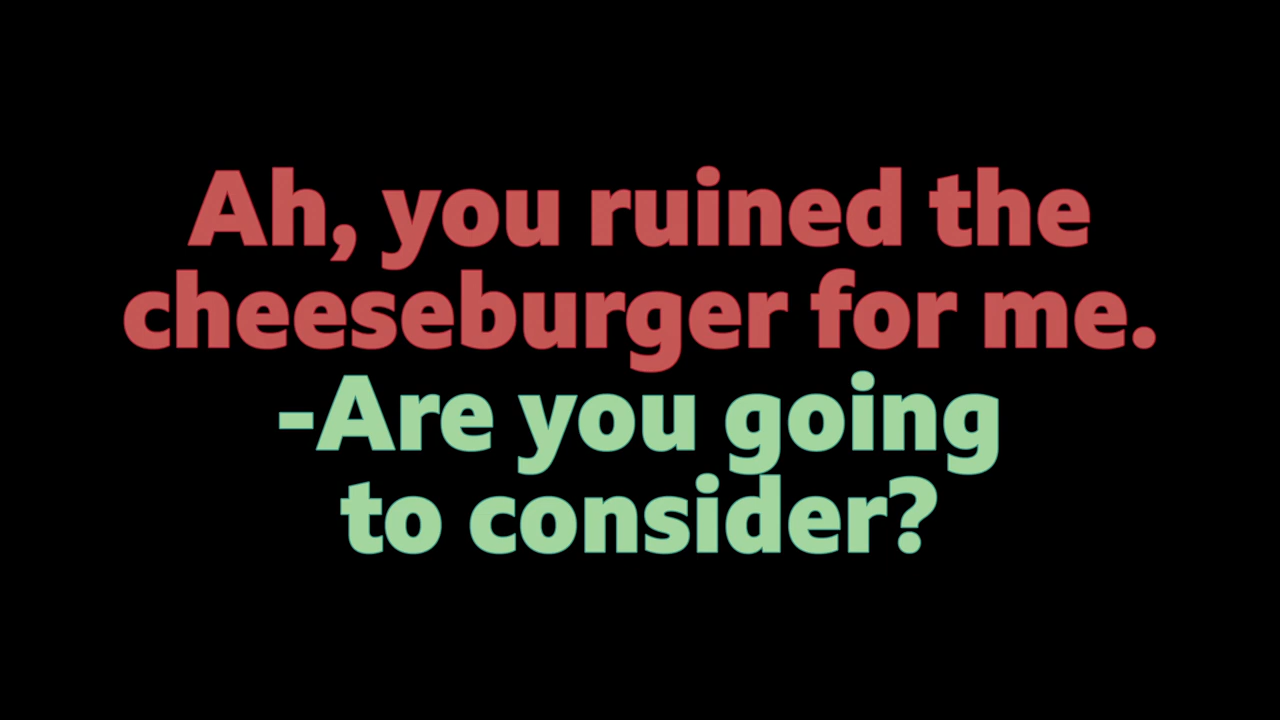 Ah, you ruined the
cheeseburger for me.
-Are you going
to consider?